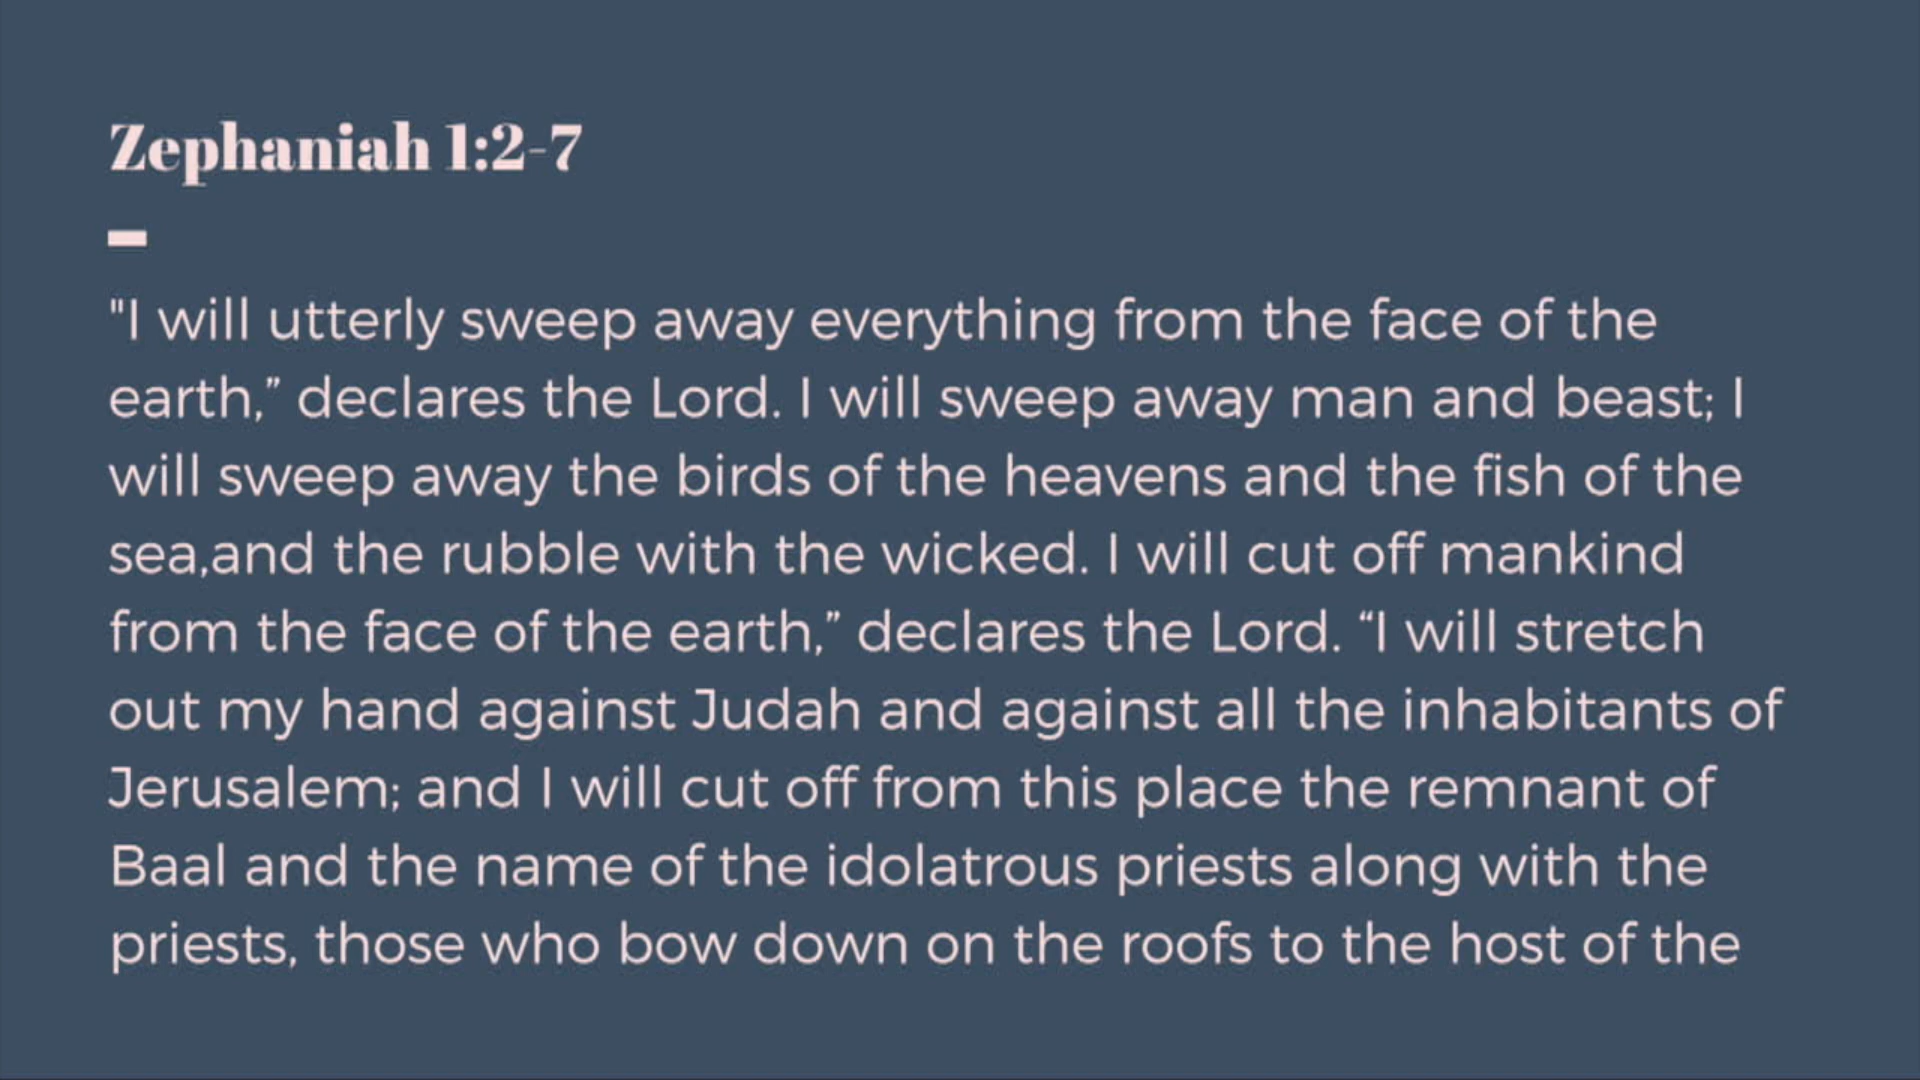 Zephaniah 1:2-7
"I will utterly sweep away everything from the face of the
earth,” declares the Lord. I will sweep away man and beast; I
will sweep away the birds of the heavens and the fish of the
sea,and the rubble with the wicked. I will cut off mankind
from the face of the earth,” declares the Lord. “I will stretch
out my hand against Judah and against all the inhabitants of
Jerusalem; and I will cut off from this place the remnant of
Baal and the name of the idolatrous priests along with the
priests, those who bow down on the roofs to the host of the